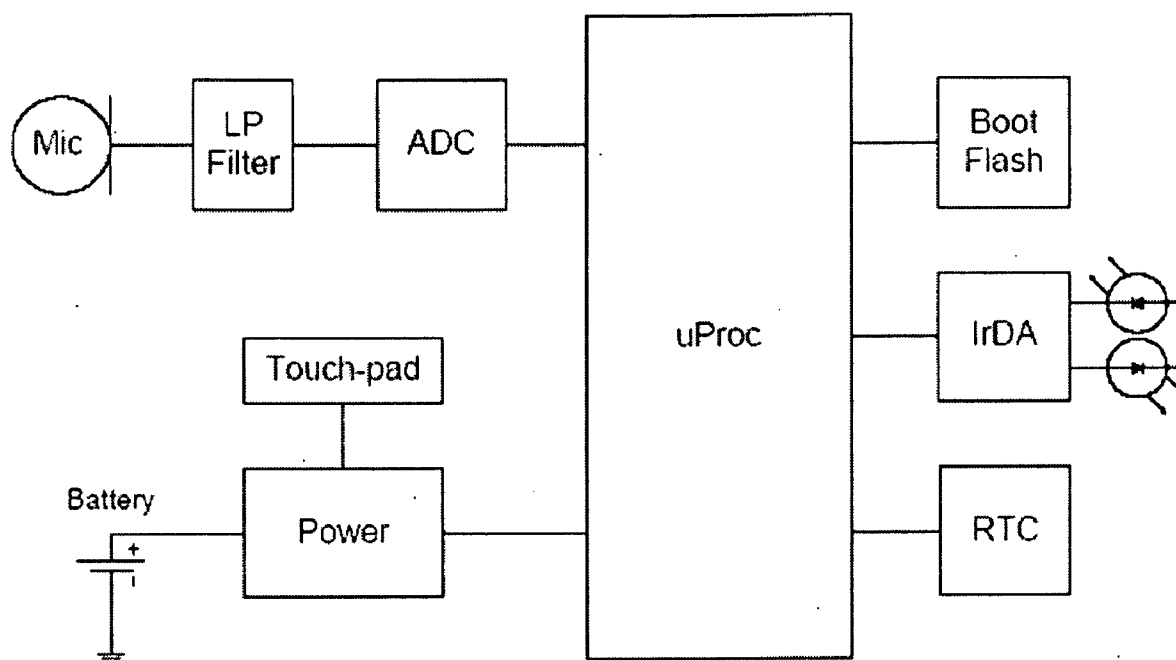 Mic
LP
Filter
ADC
uProc
Boot
Flash
IrDA
RTC
Touch-pad
Battery
+
-
Power